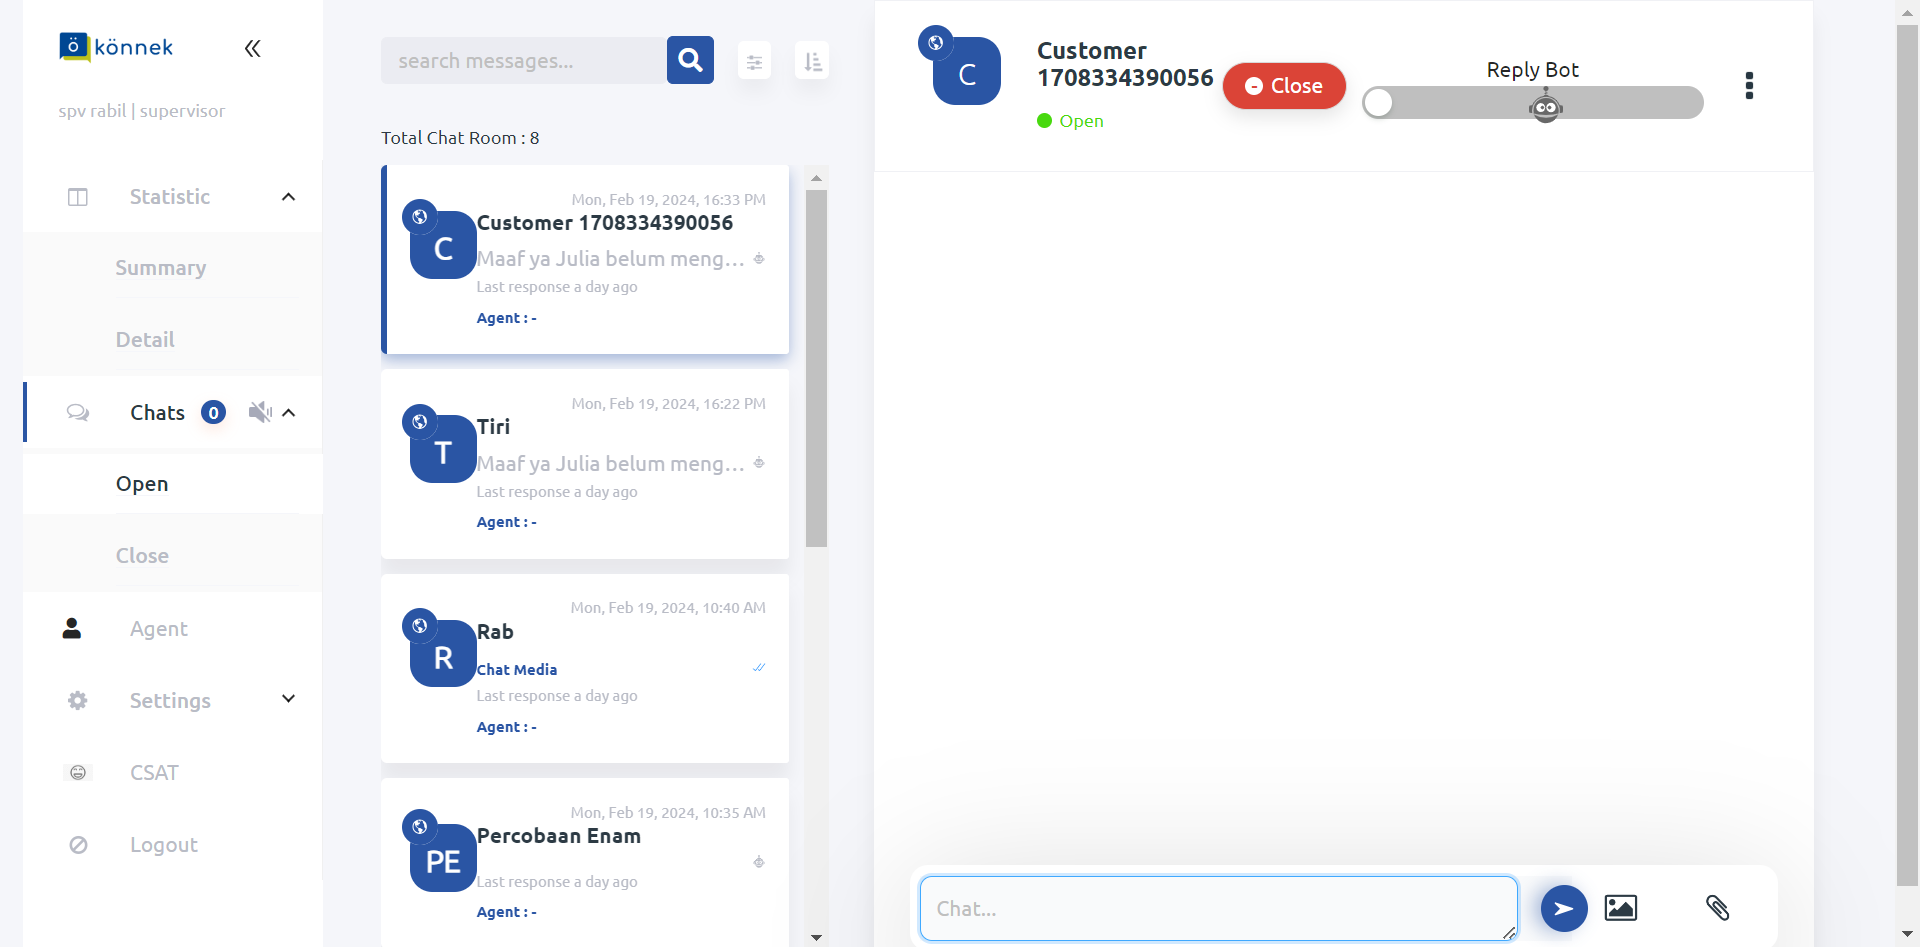 ö könnek
spv rabil | supervisor
Statistic
Summary
Detail
Chats 0
Open
Close
Agent
Settings
CSAT
Logout
search messages...
Total Chat Room : 8
Mon, Feb 19, 2024, 16:33 PM
C
Customer 1708334390056
Maaf ya Julia belum meng...
Last response a day ago
Agent : -
Mon, Feb 19, 2024, 16:22 PM
T
Tiri
Maaf ya Julia belum meng...
Last response a day ago
Agent : -
Mon, Feb 19, 2024, 10:40 AM
R
Rab
Chat Media
Last response a day ago
Agent : -
Mon, Feb 19, 2024, 10:35 AM
PE
Percobaan Enam
Last response a day ago
Agent : -
C
Customer
1708334390056
Open
Close
Reply Bot
Chat...